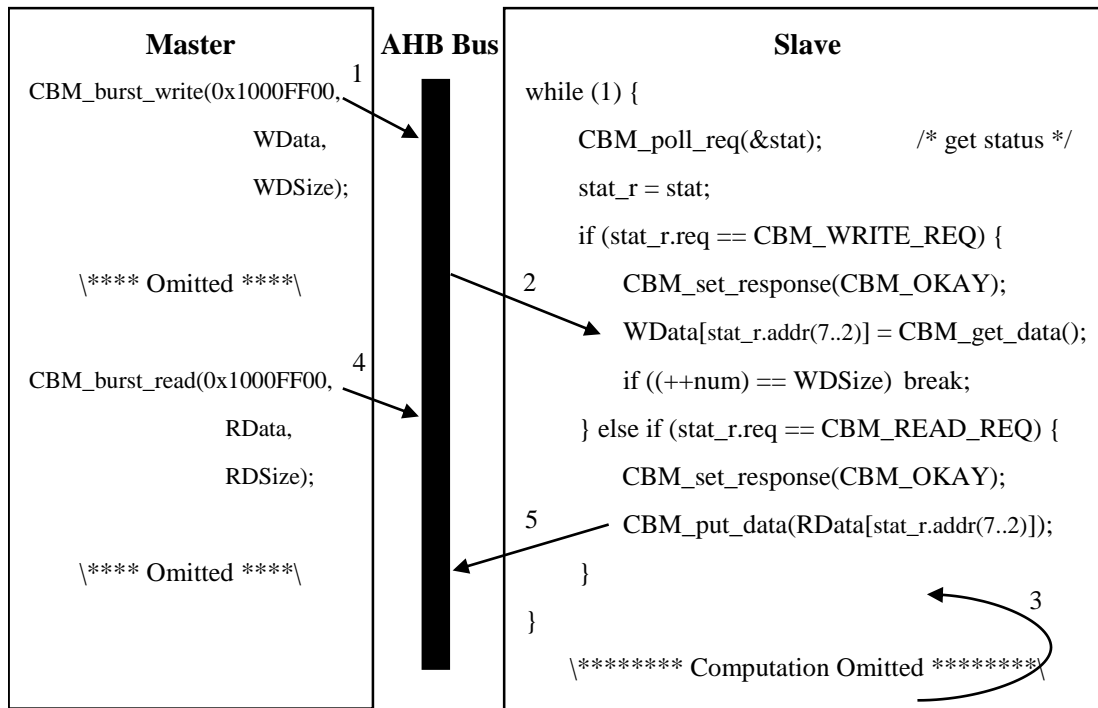 Master
1
CBM_burst_write(0x1000FF00,
WData,
WDSize);
\**** Omitted ****\
4
CBM_burst_read(0x1000FF00,
RData,
RDSize);
\**** Omitted ****\
AHB Bus
2
5
Slave
while (1) {
CBM_poll_req(&stat); /* get status */
stat_r = stat;
if (stat_r.req == CBM_WRITE_REQ) {
CBM_set_response(CBM_OKAY);
WData[stat_r.addr(7..2)] = CBM_get_data();
if ((++num) == WDSize) break;
} else if (stat_r.req == CBM_READ_REQ) {
CBM_set_response(CBM_OKAY);
CBM_put_data(RData[stat_r.addr(7..2)]);
}
3
}
\******** Computation Omitted ********\